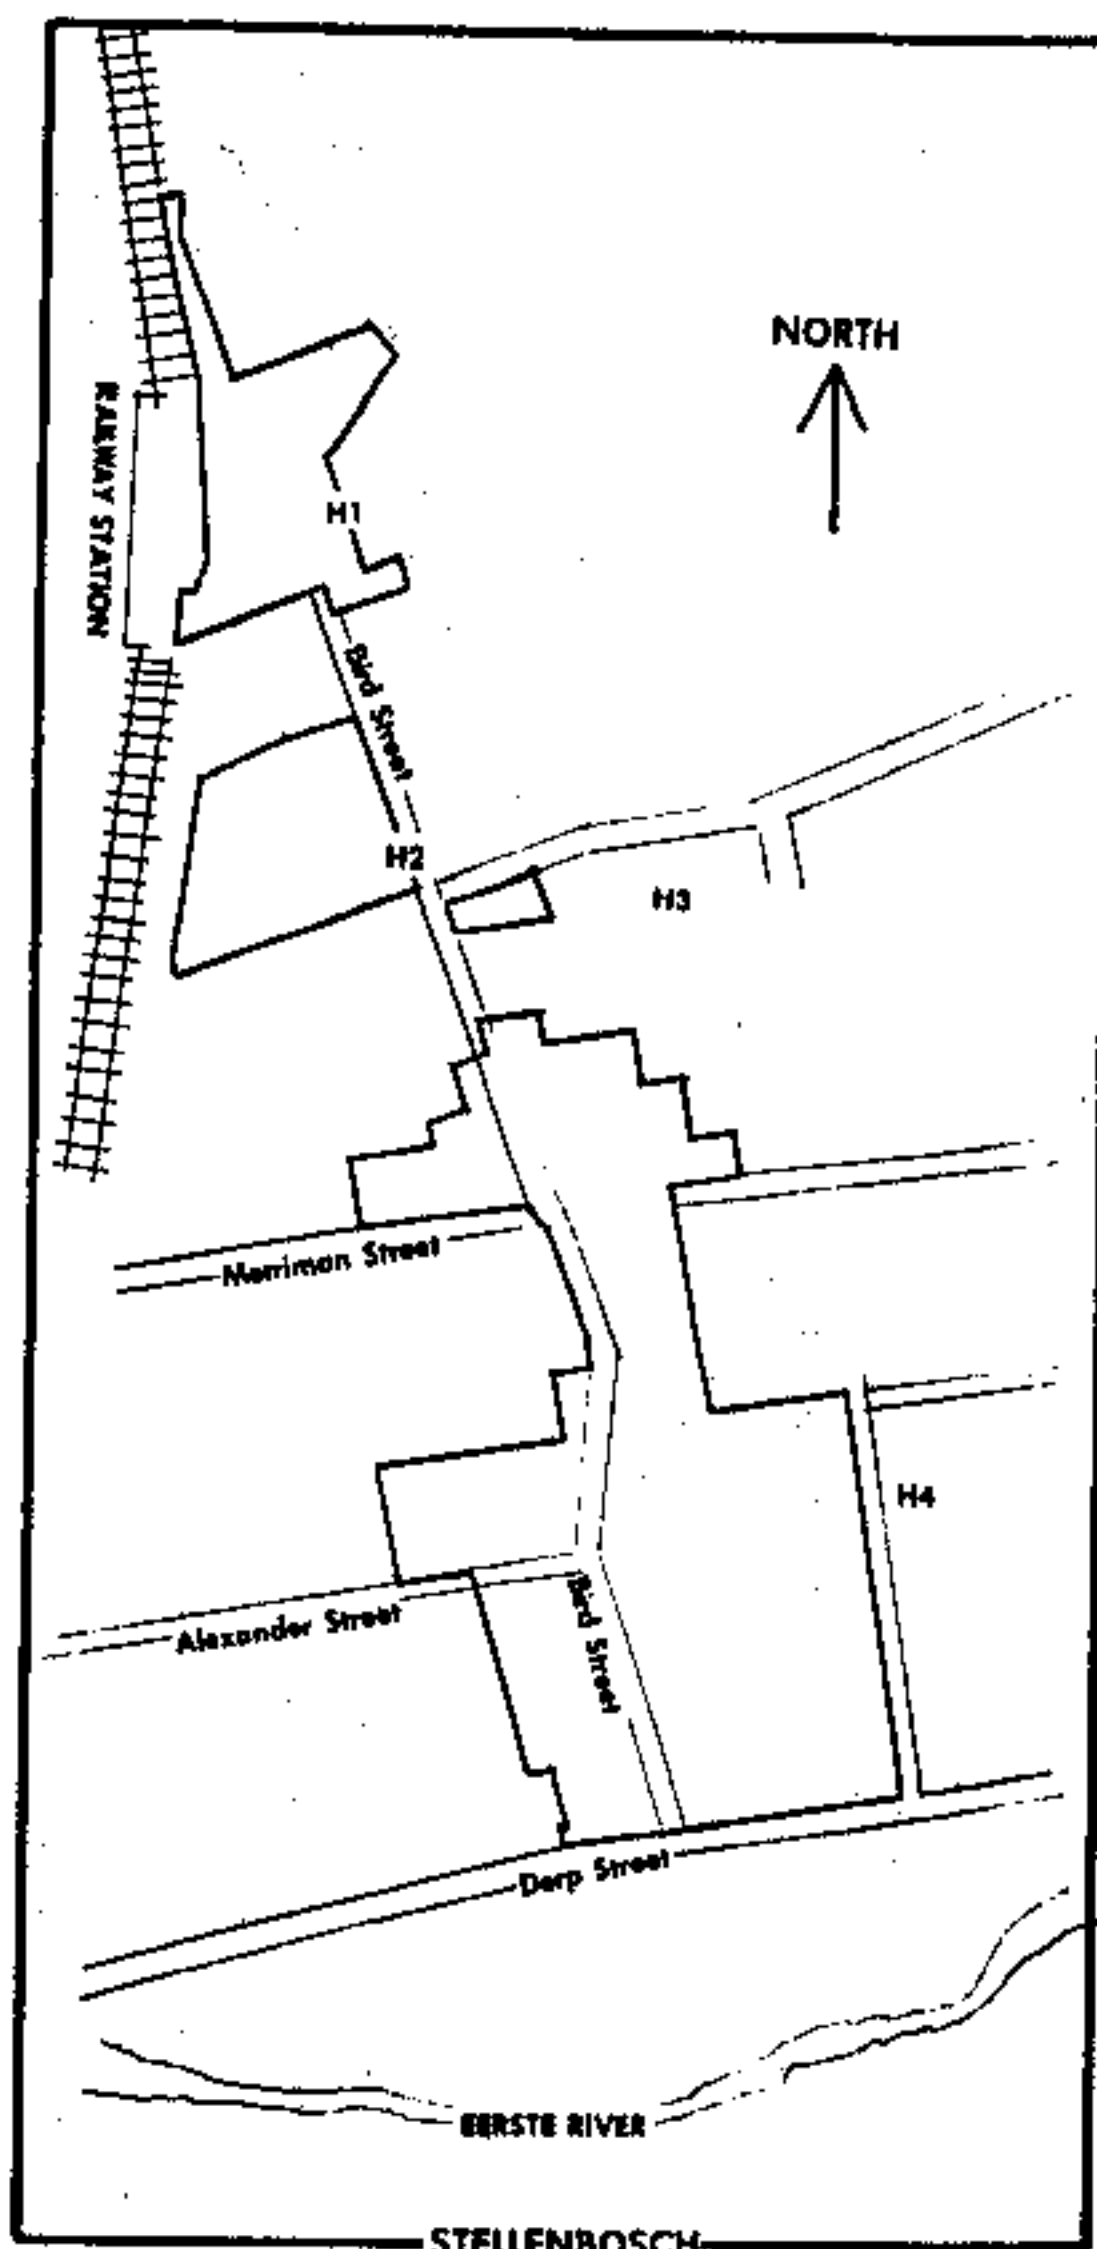 NORTH
RAILWAY STATION
H1
Bird Street
H2
H3
Merriman Street
H4
Alexander Street
Bird Street
Dorp Street
EERSTE RIVER
STELLENBOSCH